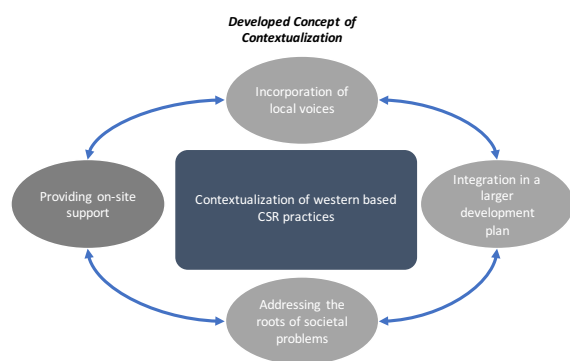 Developed Concept of
Contextualization
Incorporation of
local voices
Providing on-site
support
Contextualization of western based
CSR practices
Integration in a
larger
development
plan
Addressing the
roots of societal
problems